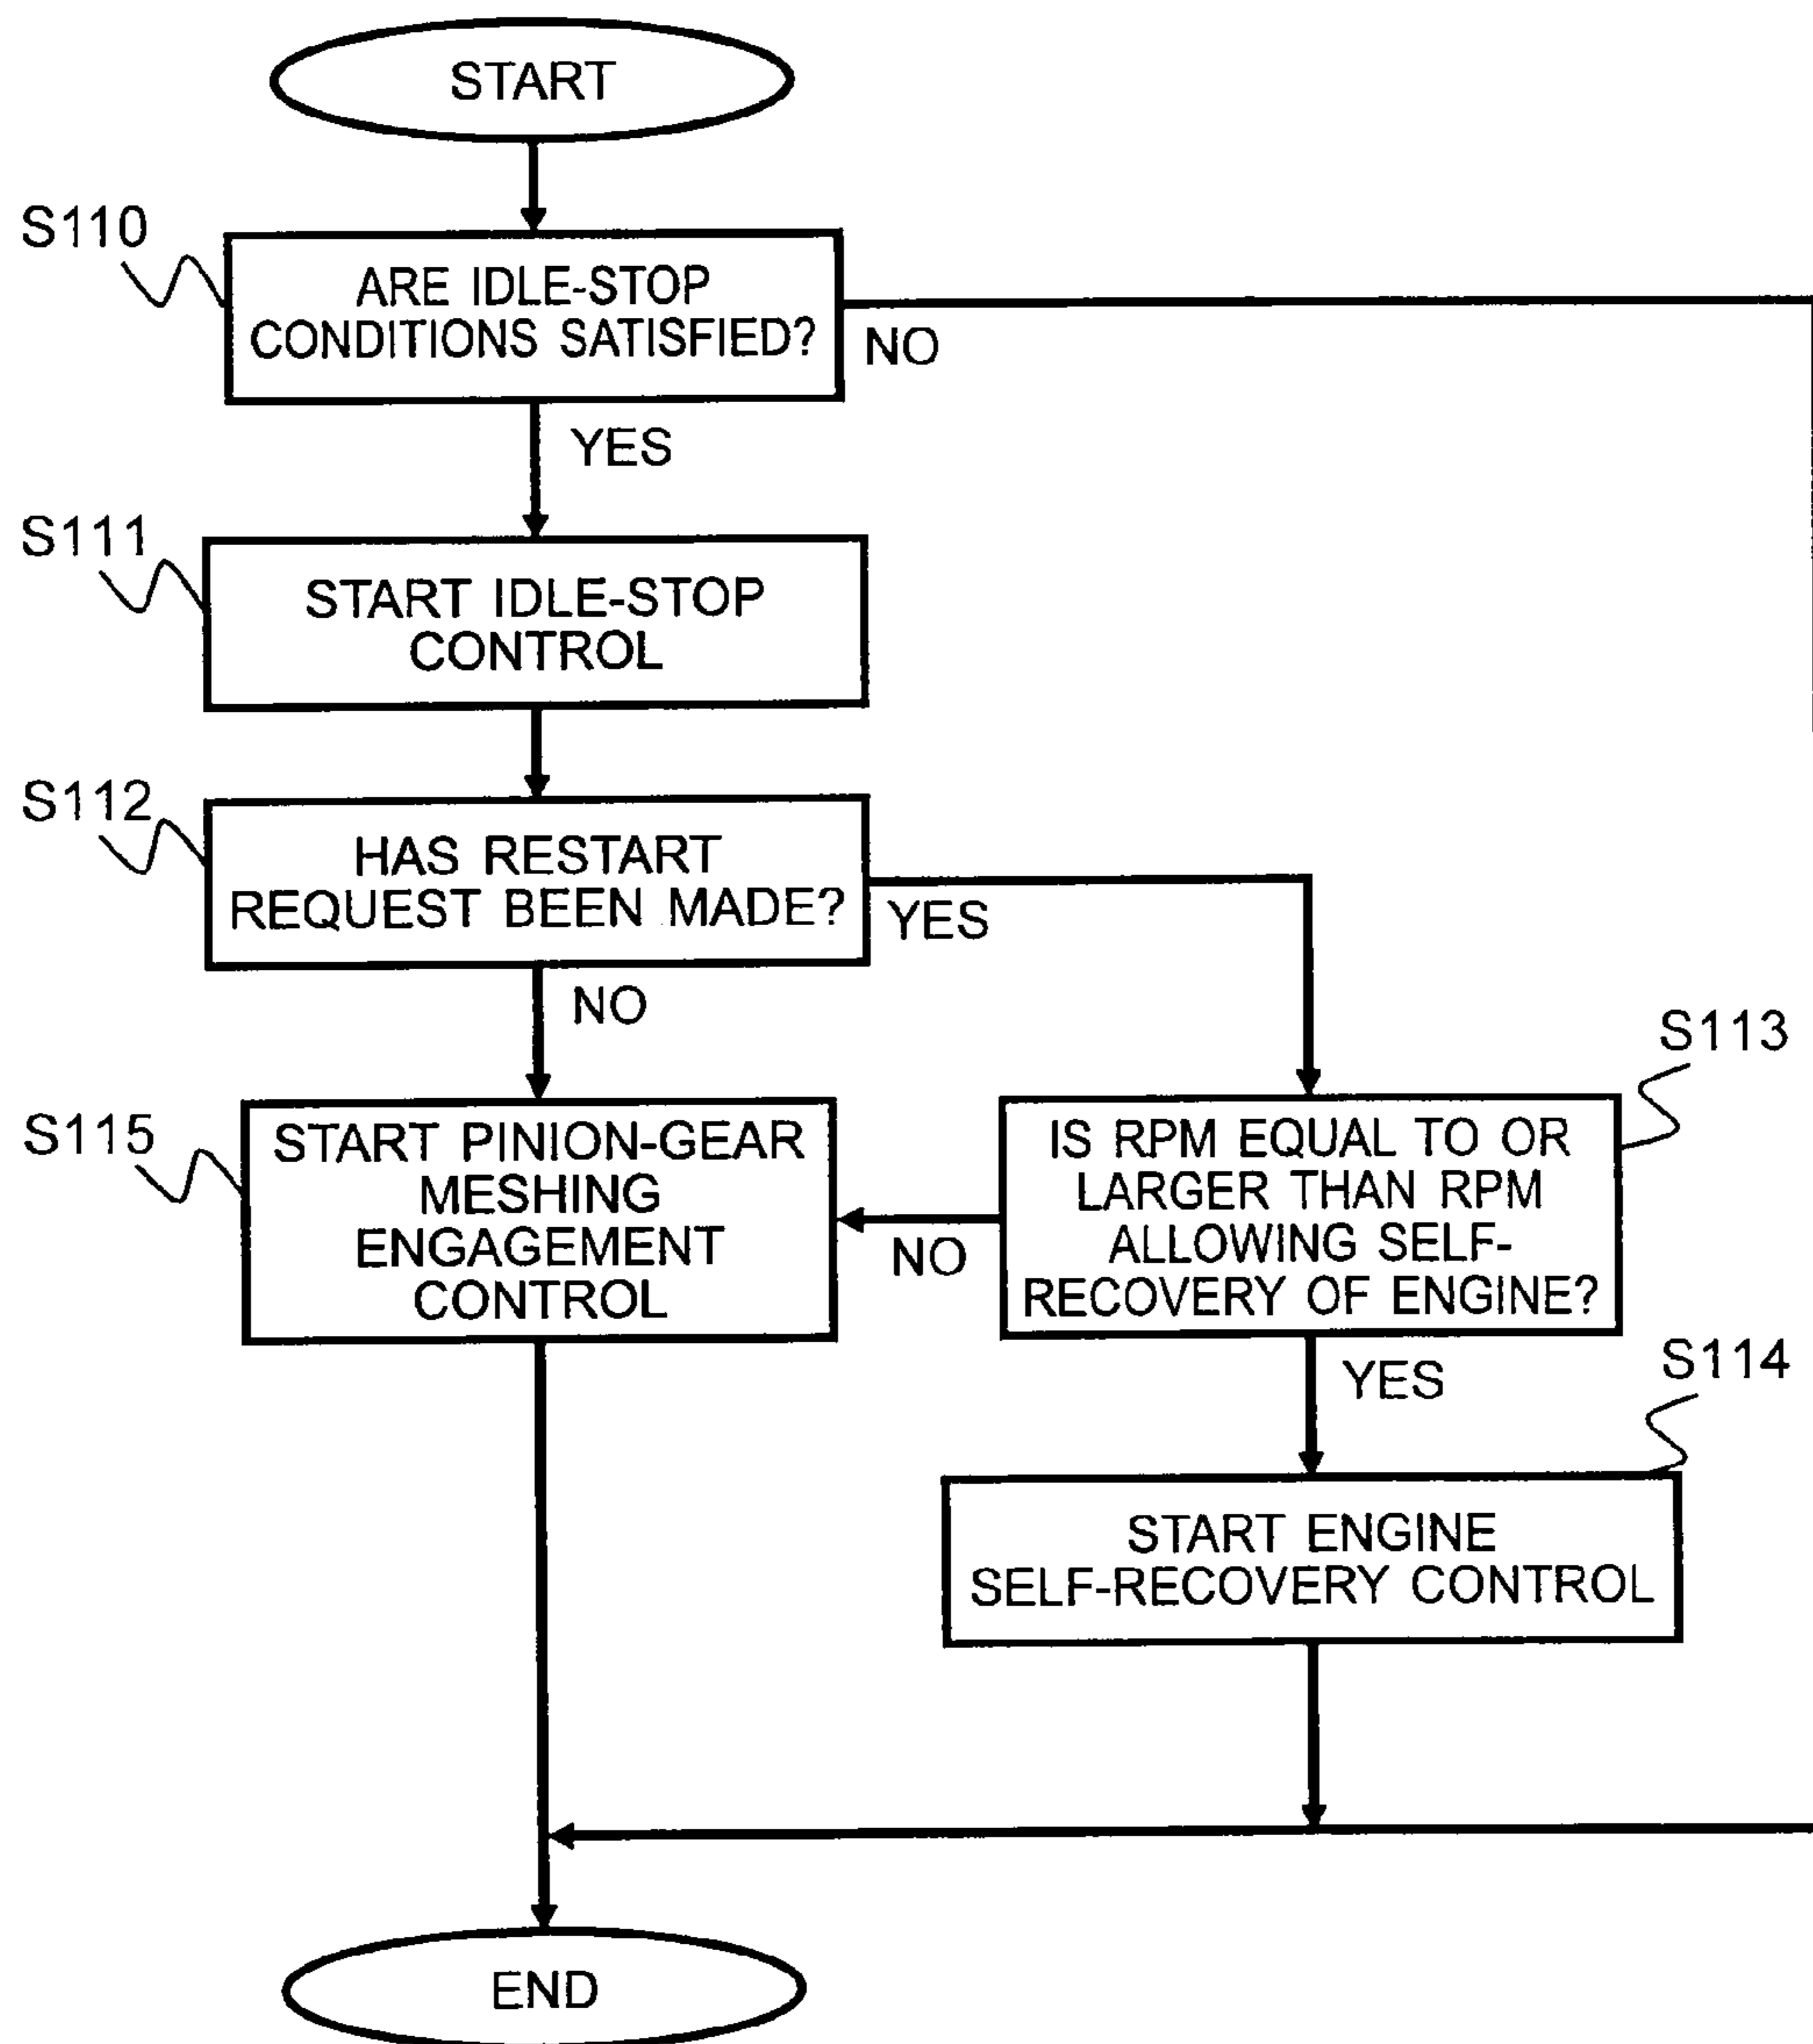 START
S110
ARE IDLE-STOP
CONDITIONS SATISFIED?
NO
YES
S111
START IDLE-STOP
CONTROL
S112
HAS RESTART
REQUEST BEEN MADE?
YES
NO
S113
S115
START PINION-GEAR
MESHING
ENGAGEMENT
CONTROL
IS RPM EQUAL TO OR
LARGER THAN RPM
ALLOWING SELF-
RECOVERY OF ENGINE?
NO
YES
S114
START ENGINE
SELF-RECOVERY CONTROL
END